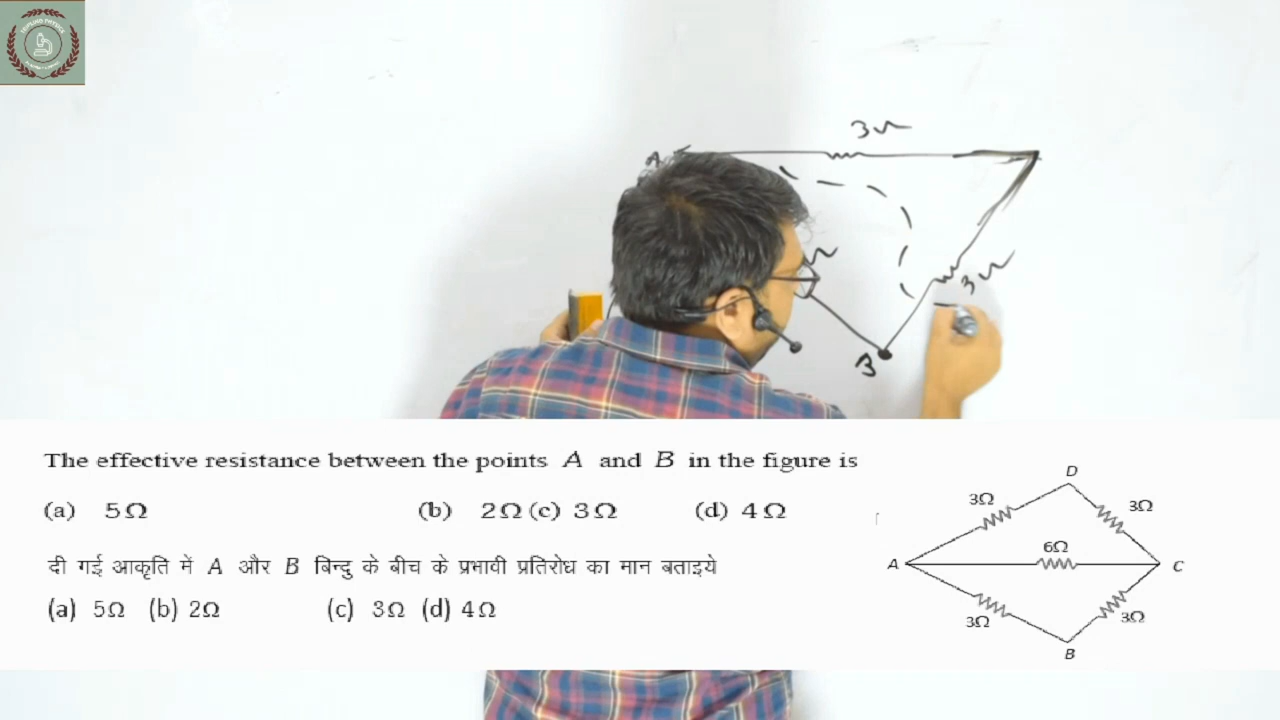 3Ω
A
3Ω
B
The effective resistance between the points A and B in the figure is
(a) 5Ω (b) 2Ω (c) 3Ω (d) 4Ω
दी गई आकृति में A और B बिन्दु के बीच के प्रभावी प्रतिरोध का मान बताइये
(a) 5Ω (b) 2Ω (c) 3Ω (d) 4Ω
D
3Ω 3Ω
6Ω
A C
3Ω 3Ω
B